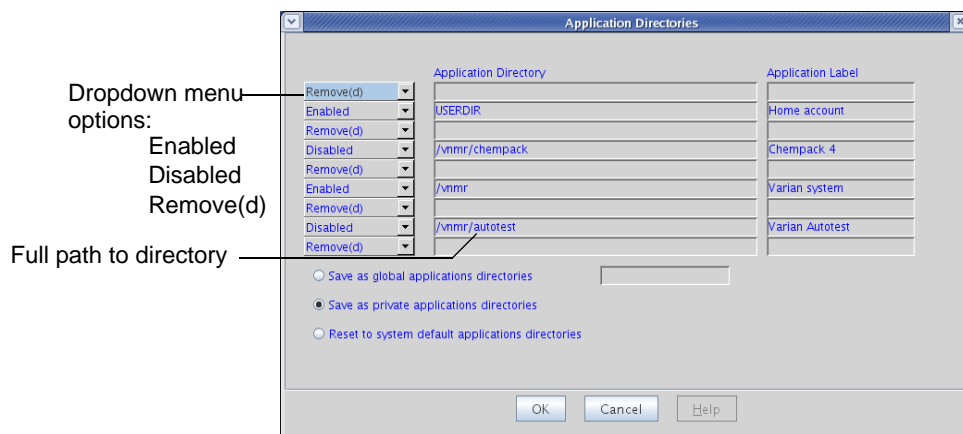 Application Directories
Application Directory Application Label
Remove(d)
Enabled USERDIR Home account
Remove(d)
Disabled /vnmr/chempack Chempack 4
Remove(d)
Enabled /vnmr Varian system
Remove(d)
Disabled /vnmr/autotest Varian Autotest
Remove(d)
Save as global applications directories
Save as private applications directories
Reset to system default applications directories
OK Cancel Help
Dropdown menu
options:
Enabled
Disabled
Remove(d)
Full path to directory